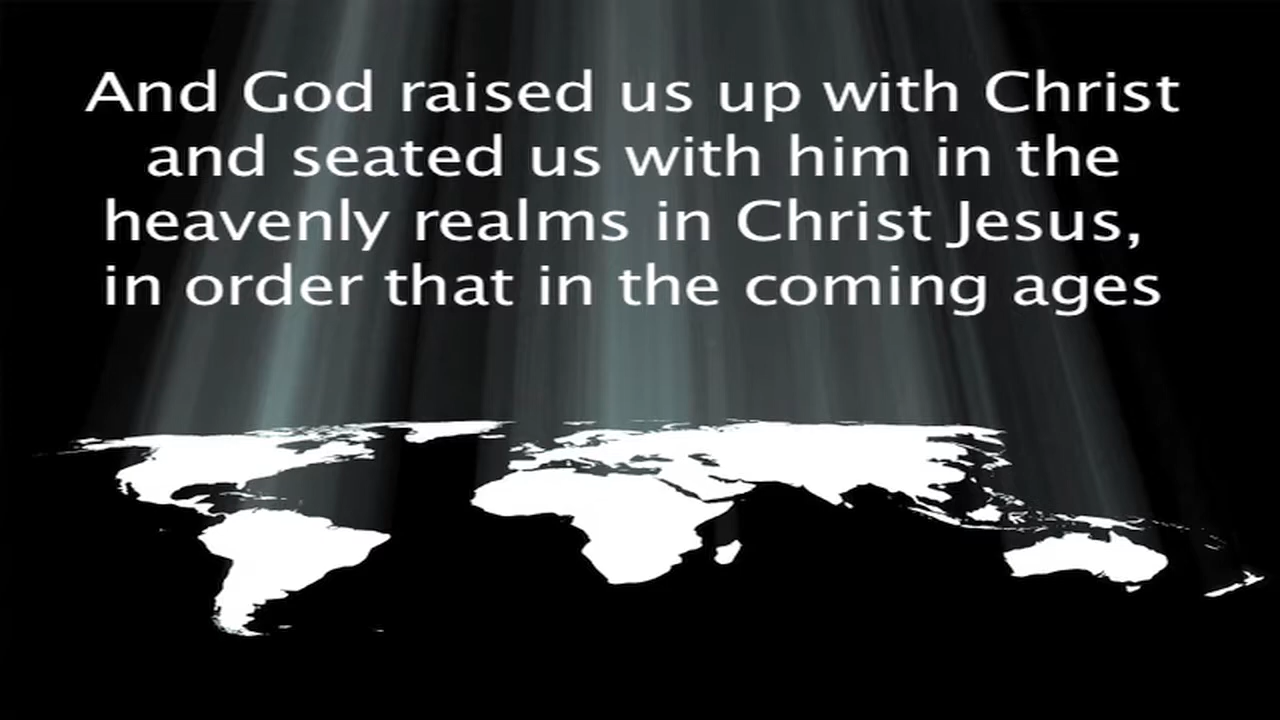 And God raised us up with Christ
and seated us with him in the
heavenly realms in Christ Jesus,
in order that in the coming ages